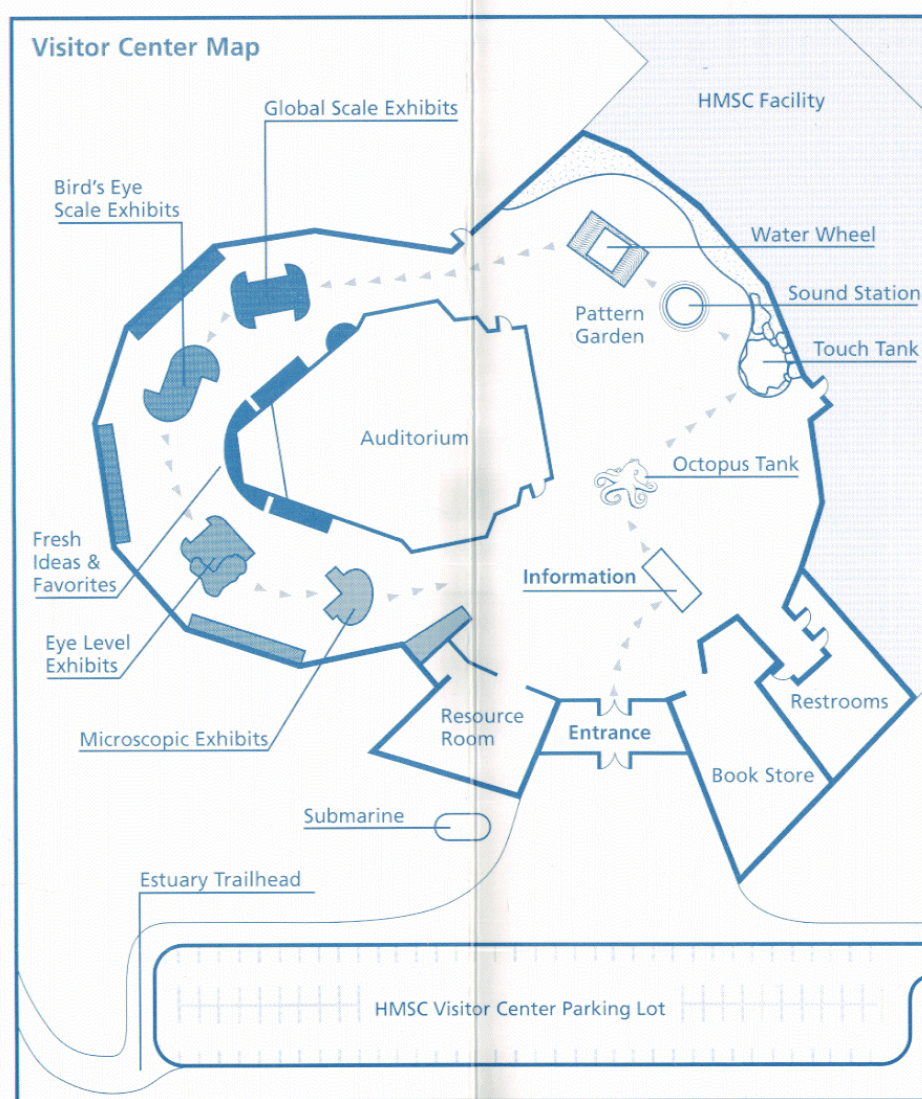 Visitor Center Map
HMSC Facility
Global Scale Exhibits
Bird's Eye
Scale Exhibits
Water Wheel
Sound Station
Pattern
Garden
Touch Tank
Auditorium
Octopus Tank
Fresh
Ideas &
Favorites
Information
Eye Level
Exhibits
Restrooms
Resource
Room
Entrance
Microscopic Exhibits
Book Store
Submarine
Estuary Trailhead
HMSC Visitor Center Parking Lot